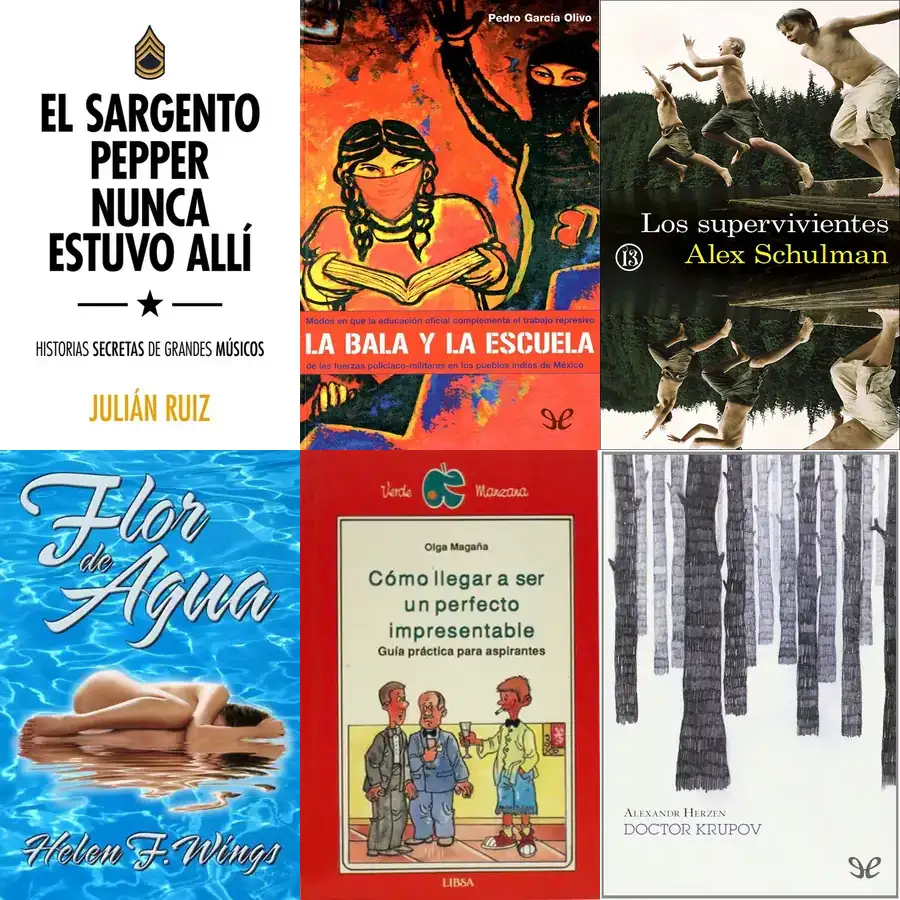 EL SARGENTO
PEPPER
NUNCA
ESTUVO ALLÍ
HISTORIAS SECRETAS DE GRANDES MÚSICOS
JULIÁN RUIZ
Pedro García Olivo
Modos en que la educación oficial complementa el trabajo represivo
LA BALA Y LA ESCUELA
de las fuerzas policíaco-militares en los pueblos indios de México
Los supervivientes
13
Alex Schulman
Flor
de
Agua
Helen F. Wings
Verde Manzana
Olga Magaña
Cómo llegar a ser
un perfecto
impresentable
Guía práctica para aspirantes
LIBSA
ALEXANDR HERZEN
DOCTOR KRUPOV